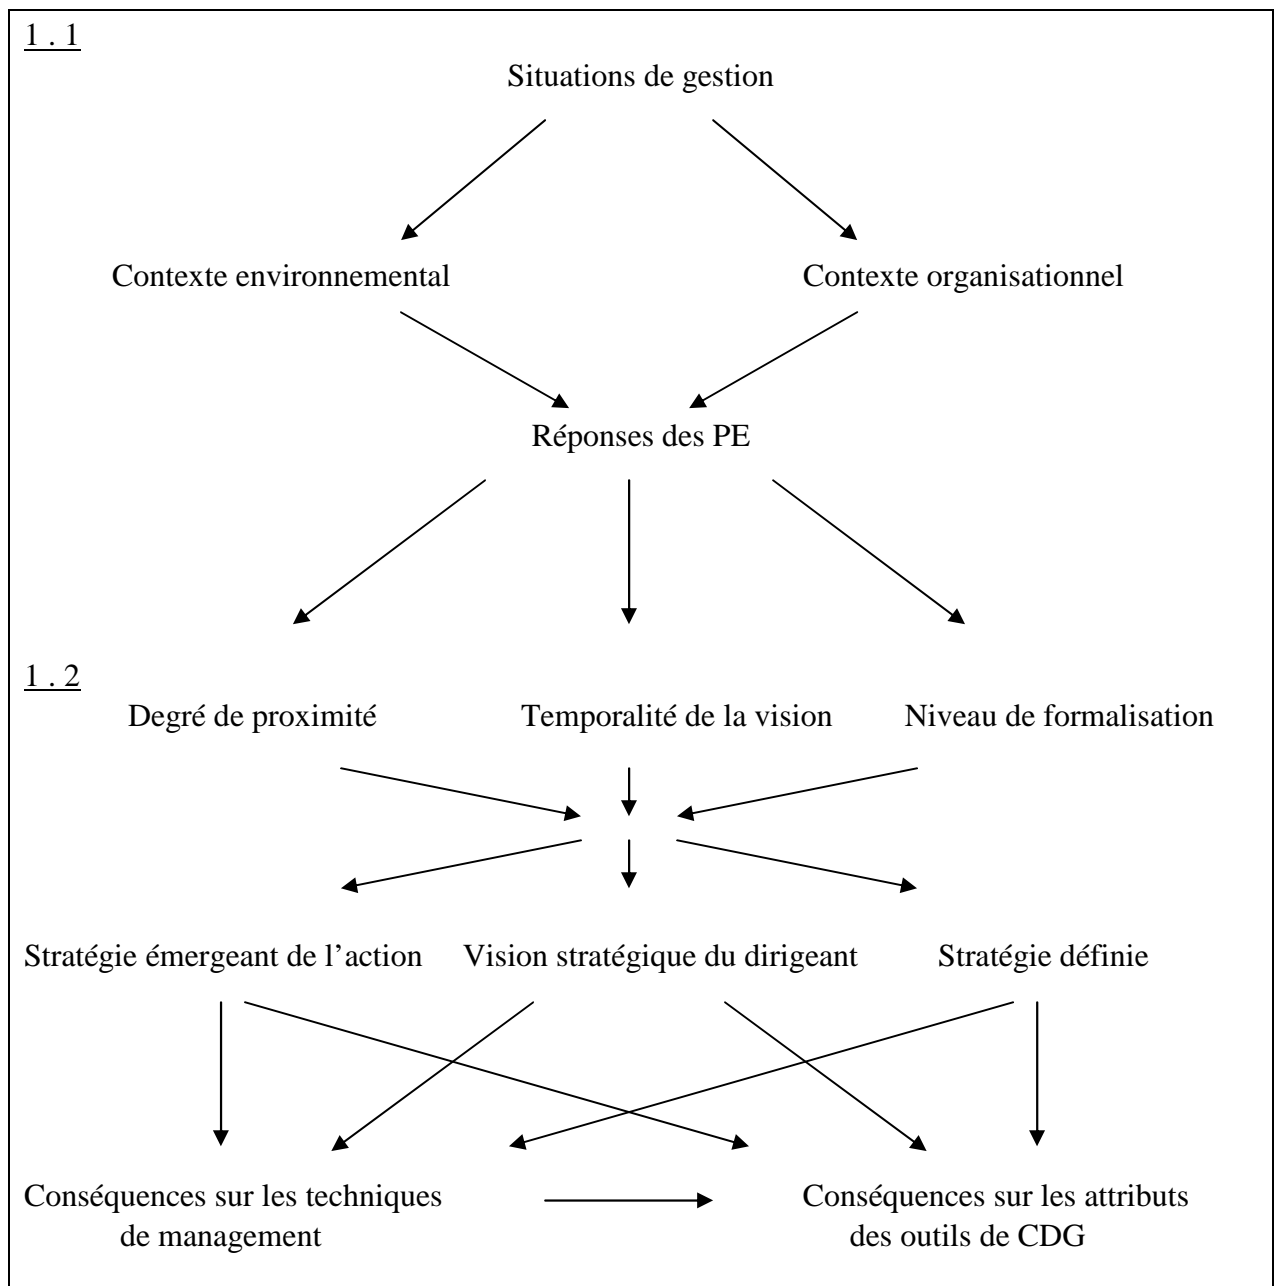 1 . 1
Situations de gestion
Contexte environnemental Contexte organisationnel
Réponses des PE
1 . 2
Degré de proximité Temporalité de la vision Niveau de formalisation
Stratégie émergeant de l’action Vision stratégique du dirigeant Stratégie définie
Conséquences sur les techniques Conséquences sur les attributs
de management des outils de CDG